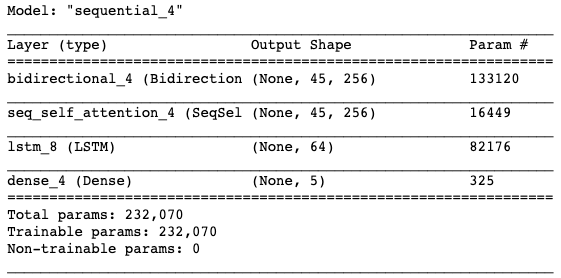 Model: "sequential_4"
Layer (type) Output Shape Param #
bidirectional_4 (Bidirection (None, 45, 256) 133120
seq_self_attention_4 (SeqSel (None, 45, 256) 16449
lstm_8 (LSTM) (None, 64) 82176
dense_4 (Dense) (None, 5) 325
Total params: 232,070
Trainable params: 232,070
Non-trainable params: 0